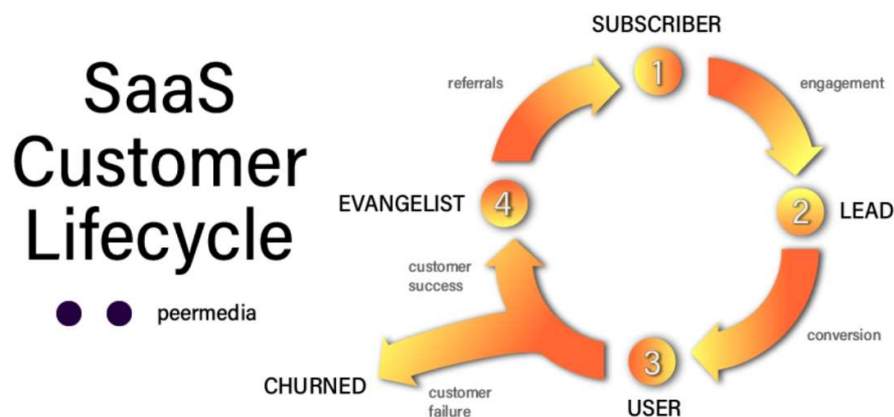 SaaS
Customer
Lifecycle
peermedia
SUBSCRIBER
1
referrals
engagement
EVANGELIST
4
2
LEAD
customer
success
conversion
3
CHURNED
customer
failure
USER